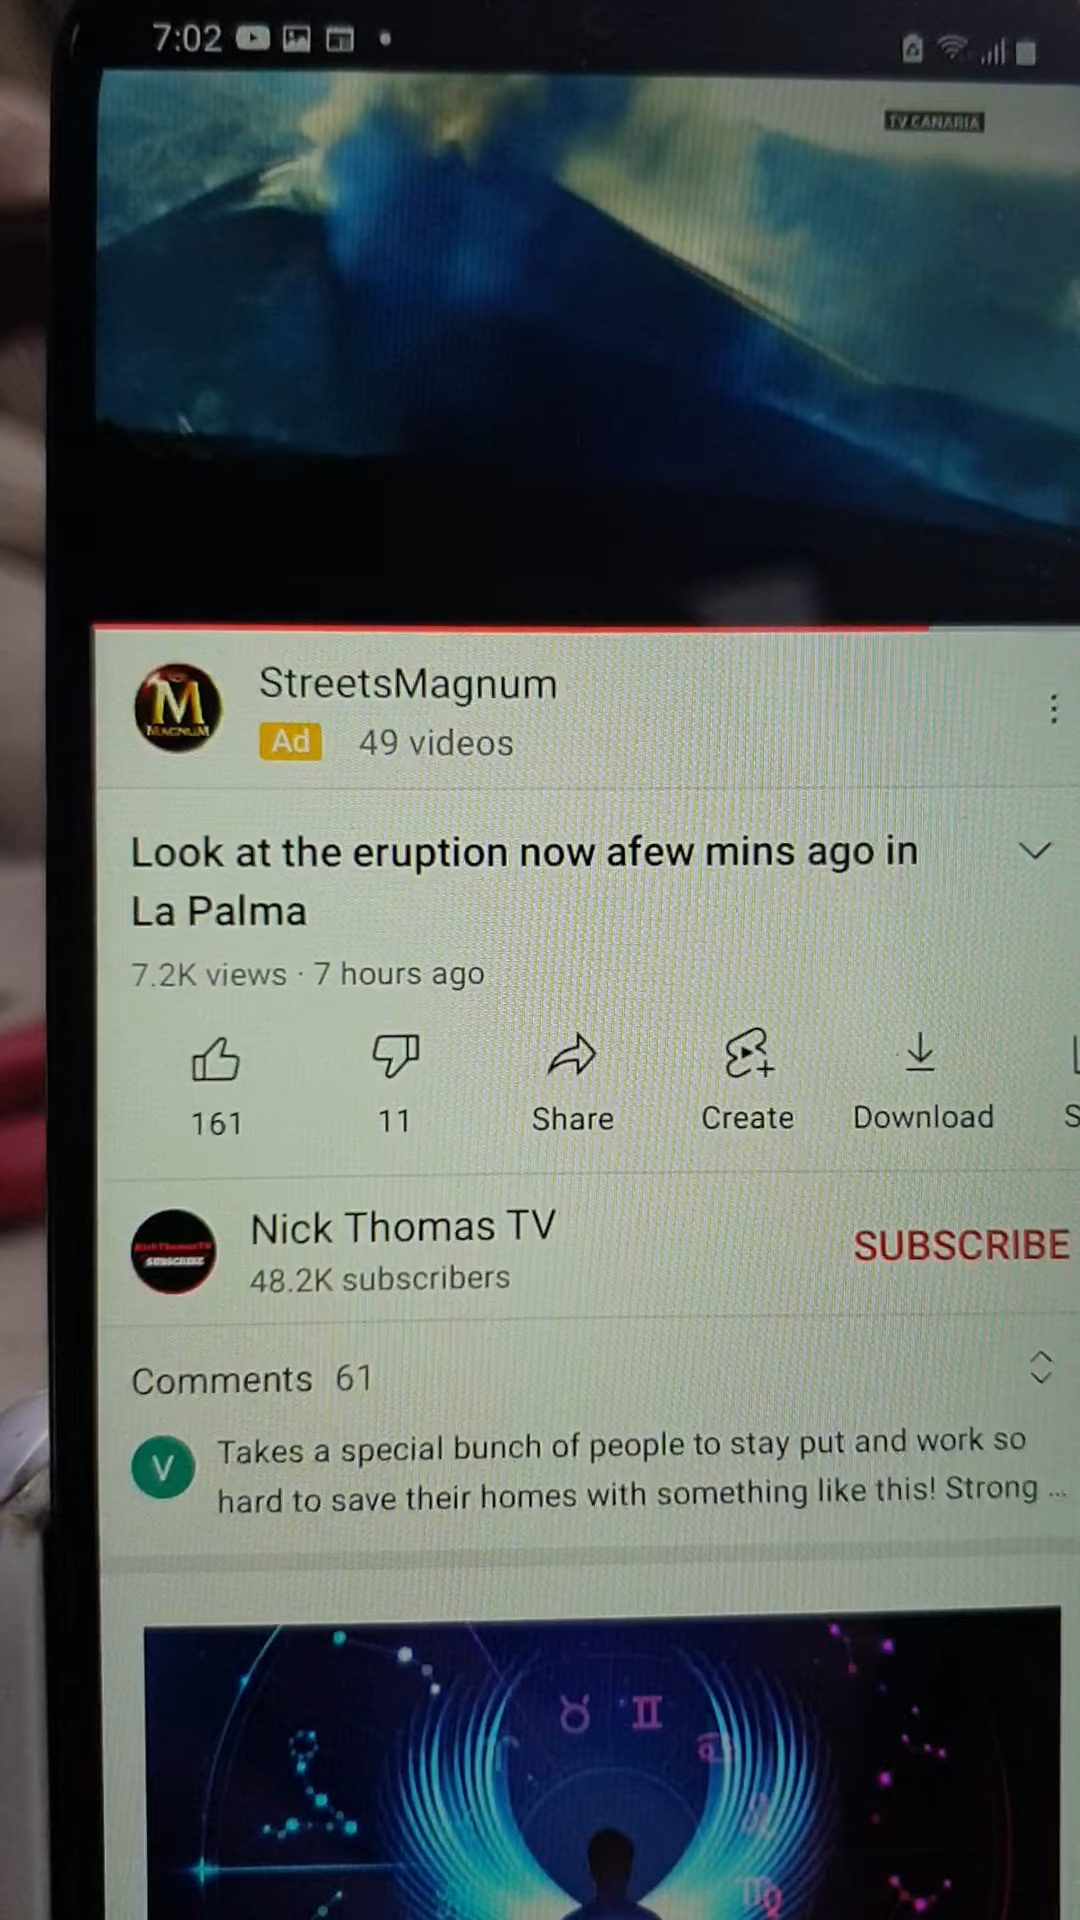 7:02
TV CANARIA
M
MAGNUM
StreetsMagnum
Ad 49 videos
Look at the eruption now afew mins ago in
La Palma
7.2K views · 7 hours ago
161 11 Share Create Download S
NickThomasTV
SUBSCRIBE
Nick Thomas TV
48.2K subscribers
SUBSCRIBE
Comments 61
V
Takes a special bunch of people to stay put and work so
hard to save their homes with something like this! Strong ...